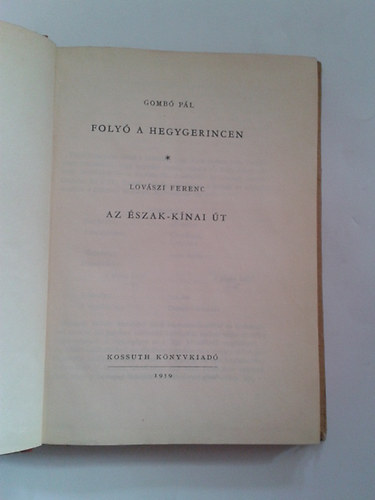 GOMBÓ PÁL
FOLYÓ A HEGYGERINCEN
*
LOVÁSZI FERENC
AZ ÉSZAK-KÍNAI ÚT
KOSSUTH KÖNYVKIADÓ
1959